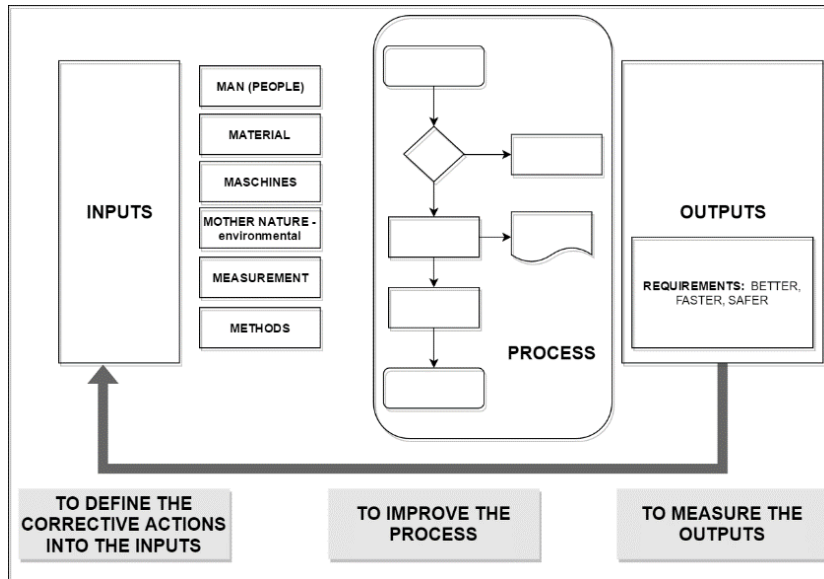 INPUTS
MAN (PEOPLE)
MATERIAL
MASCHINES
MOTHER NATURE -
environmental
MEASUREMENT
METHODS
PROCESS
OUTPUTS
REQUIREMENTS: BETTER,
FASTER, SAFER
TO DEFINE THE
CORRECTIVE ACTIONS
INTO THE INPUTS
TO IMPROVE THE
PROCESS
TO MEASURE THE
OUTPUTS